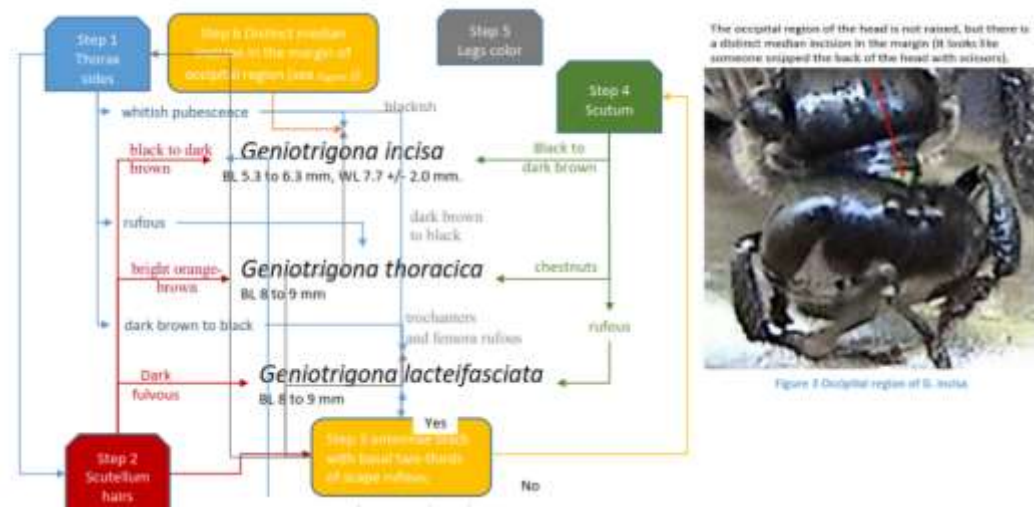 Step 1
Thorax
sides
Step 6 Distinct median
incision in the margin of
occipital region (see Figure 3)
Step 5
Legs color
Step 4
Scutum
whitish pubescence
blackish
black to dark
brown
Geniotrigona incisa
BL 5.3 to 6.3 mm, WL 7.7 +/- 2.0 mm.
Black to
dark brown
rufous
dark brown
to black
bright orange-
brown
Geniotrigona thoracica
BL 8 to 9 mm
chestnuts
dark brown to black
trochanters
and femora rufous
rufous
Dark
fulvous
Geniotrigona lacteifasciata
BL 8 to 9 mm
Yes
Step 3 antennae black
with basal two-thirds
of scape rufous,
Step 2
Scutellum
hairs
No
The occipital region of the head is not raised, but there is
a distinct median incision in the margin (it looks like
someone snipped the back of the head with scissors).
Figure 3 Occipital region of G. incisa